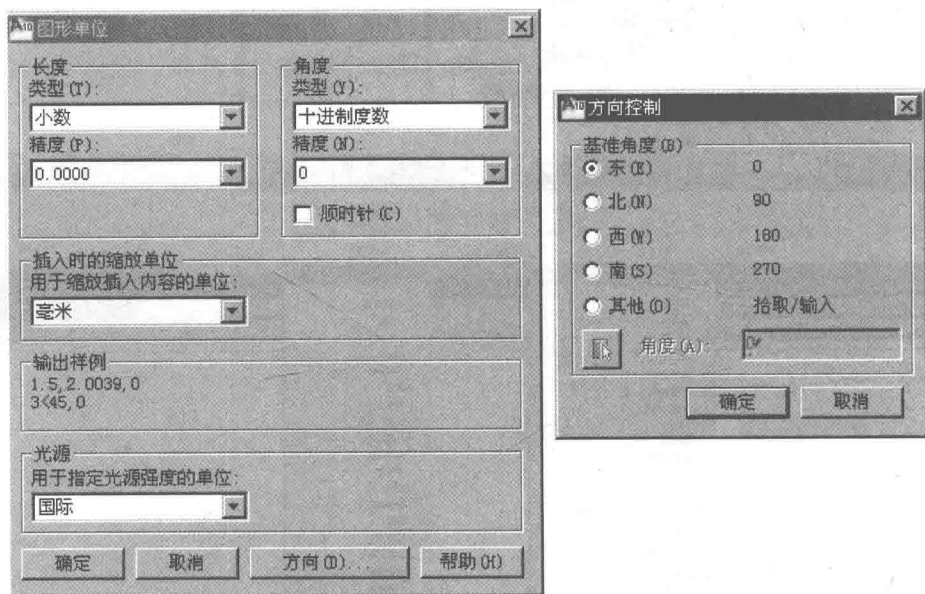 图形单位
长度
类型(T):
小数
精度(P):
0.0000
角度
类型(Y):
十进制度数
精度(N):
0
顺时针(C)
插入时的缩放单位
用于缩放插入内容的单位:
毫米
输出样例
1.5,2.0039,0
3<45,0
光源
用于指定光源强度的单位:
国际
确定 取消 方向(D)... 帮助(H)
方向控制
基准角度(B)
东(E) 0
北(N) 90
西(W) 180
南(S) 270
其他(O) 拾取/输入
角度(A):
确定 取消